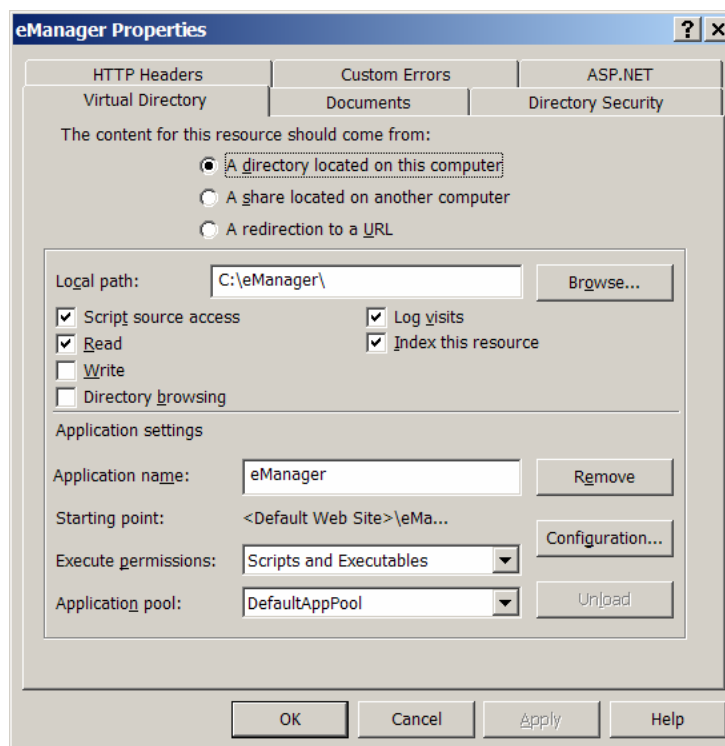 eManager Properties
HTTP Headers Custom Errors ASP.NET
Virtual Directory Documents Directory Security
The content for this resource should come from:
A directory located on this computer
A share located on another computer
A redirection to a URL
Local path: C:\eManager\ Browse...
Script source access Log visits
Read Index this resource
Write
Directory browsing
Application settings
Application name: eManager Remove
Starting point: <Default Web Site>\eMa...
Configuration...
Execute permissions: Scripts and Executables
Application pool: DefaultAppPool Unload
OK Cancel Apply Help